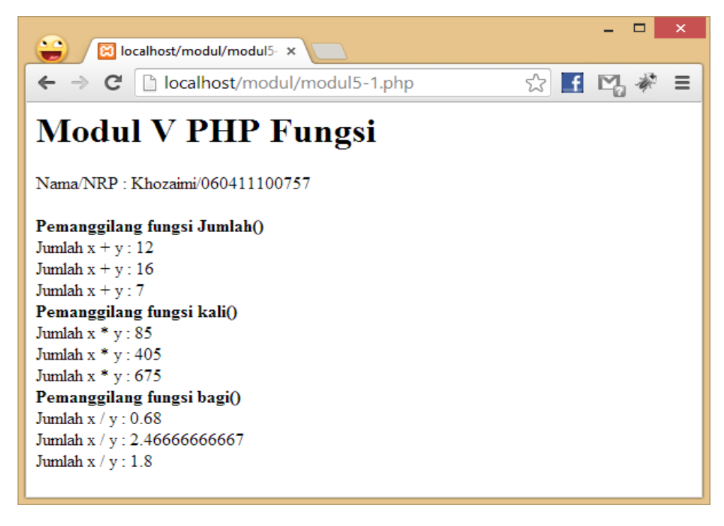 localhost/modul/modul5-
localhost/modul/modul5-1.php
Modul V PHP Fungsi
Nama/NRP : Khozaimi/060411100757
Pemanggilang fungsi Jumlah()
Jumlah x + y : 12
Jumlah x + y : 16
Jumlah x + y : 7
Pemanggilang fungsi kali()
Jumlah x * y : 85
Jumlah x * y : 405
Jumlah x * y : 675
Pemanggilang fungsi bagi()
Jumlah x / y : 0.68
Jumlah x / y : 2.46666666667
Jumlah x / y : 1.8